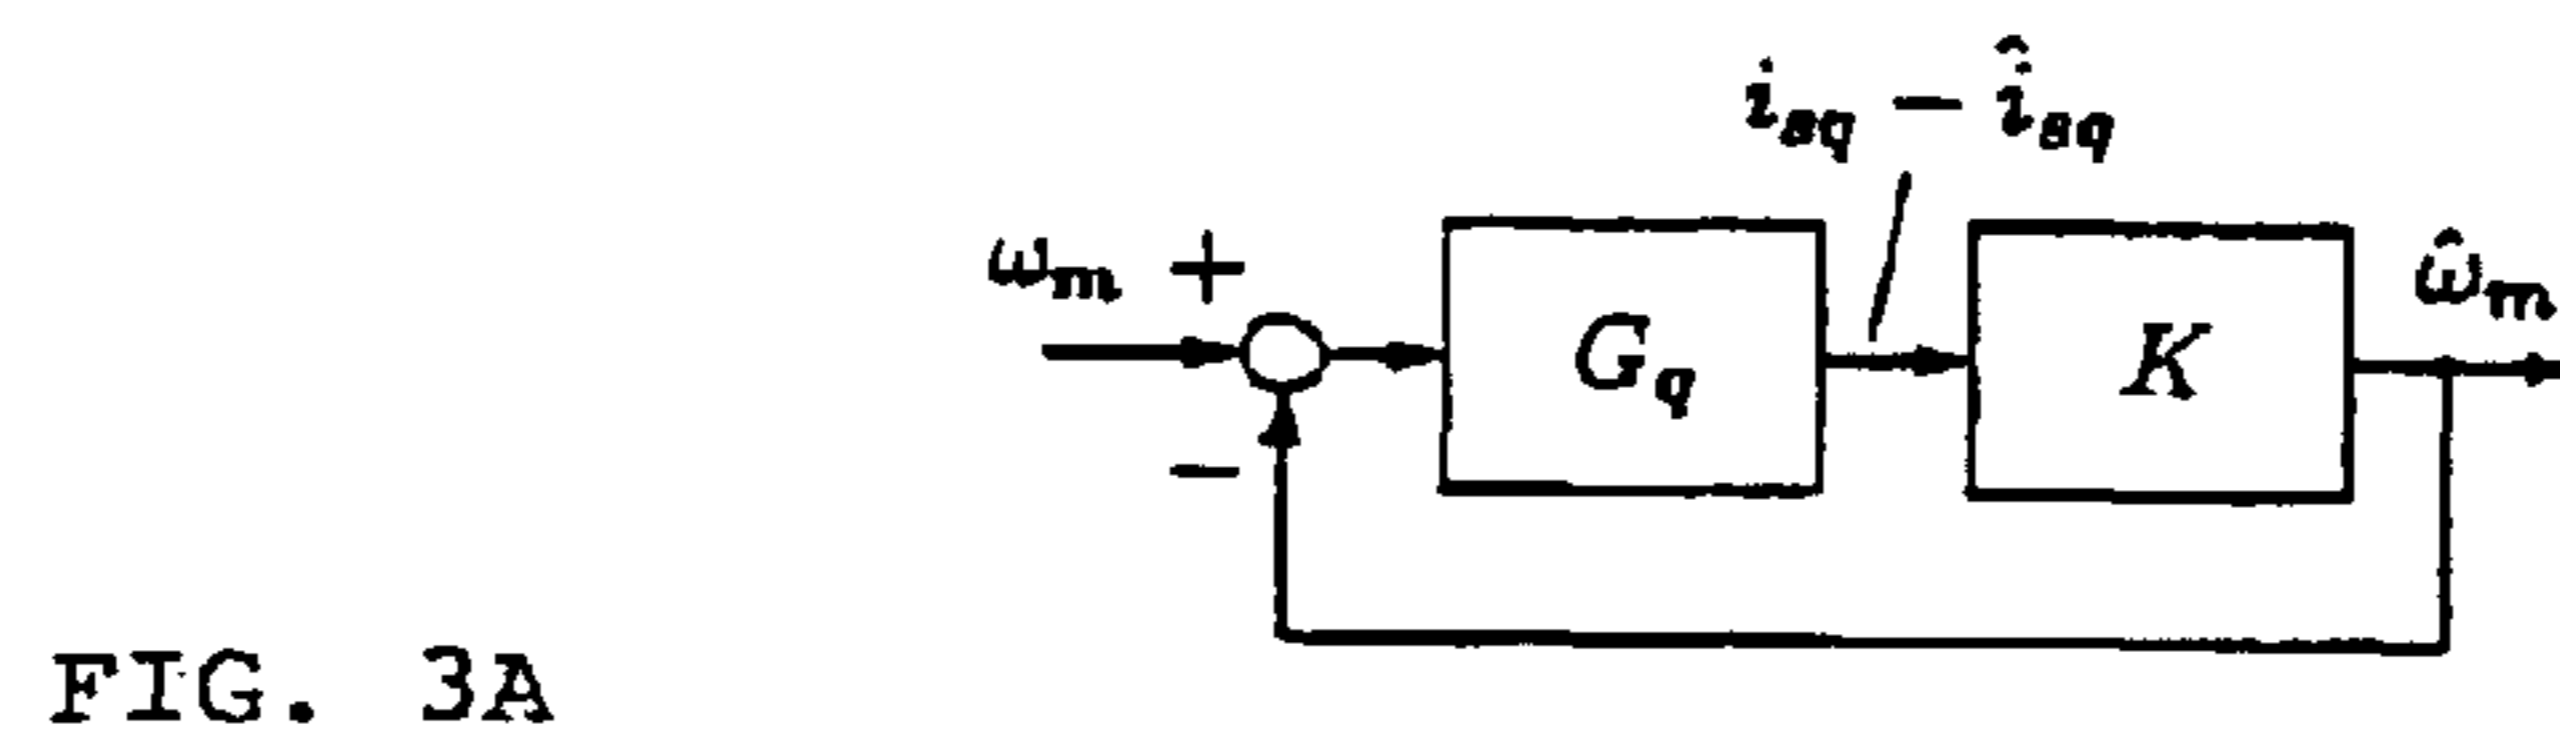 i_sq − î_sq
ω_m +
ω̂_m
G_q
K
−
FIG. 3A